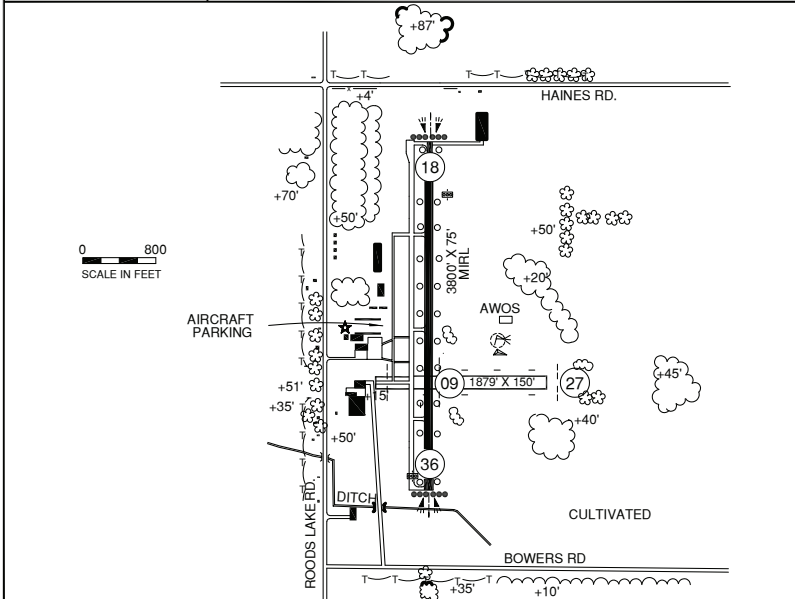 +87'
HAINES RD.
+4'
18
+70'
+50'
+50'
0 800
SCALE IN FEET
3800' X 75'
MIRL
+20'
AWOS
AIRCRAFT
PARKING
09
1879' X 150'
27
+45'
+51'
+15'
+35'
+40'
+50'
36
ROODS LAKE RD.
DITCH
CULTIVATED
BOWERS RD
+35'
+10'